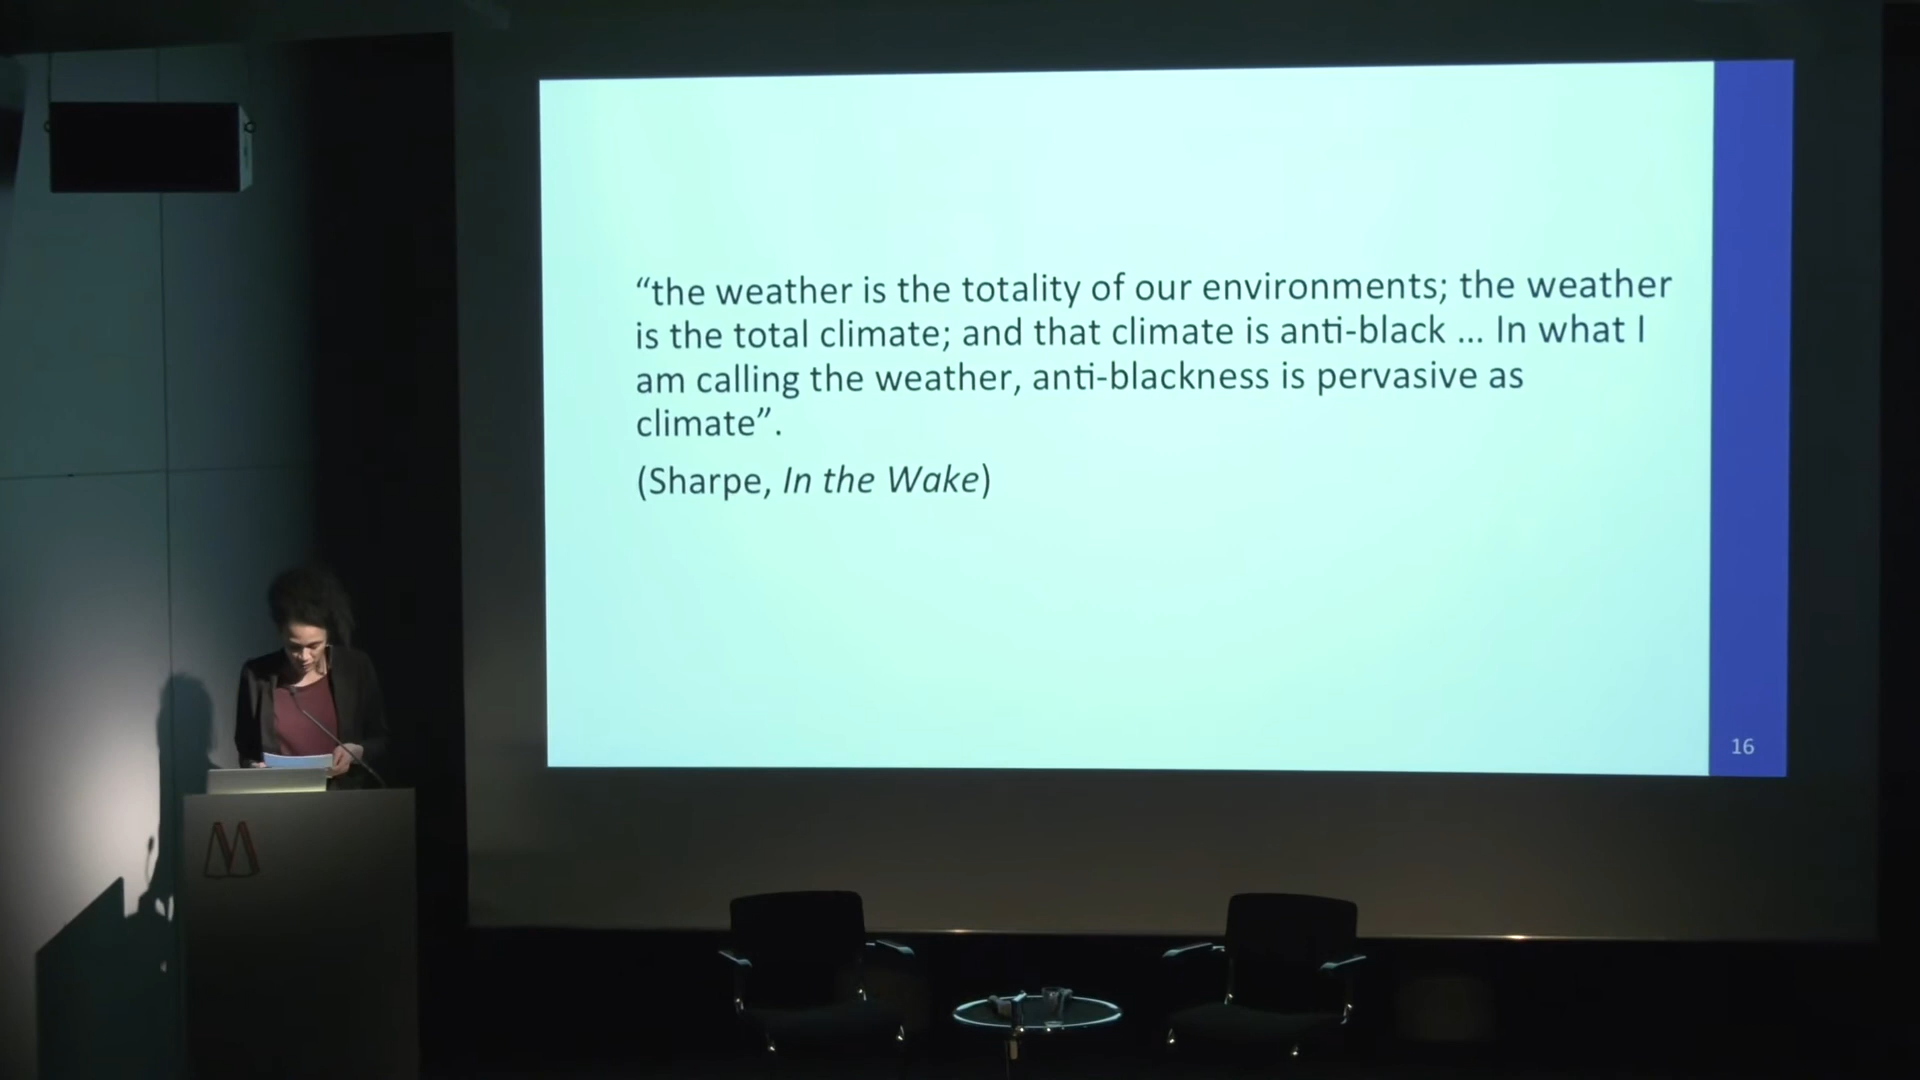 “the weather is the totality of our environments; the weather
is the total climate; and that climate is anti-black ... In what I
am calling the weather, anti-blackness is pervasive as
climate”.
(Sharpe, In the Wake)
16
M